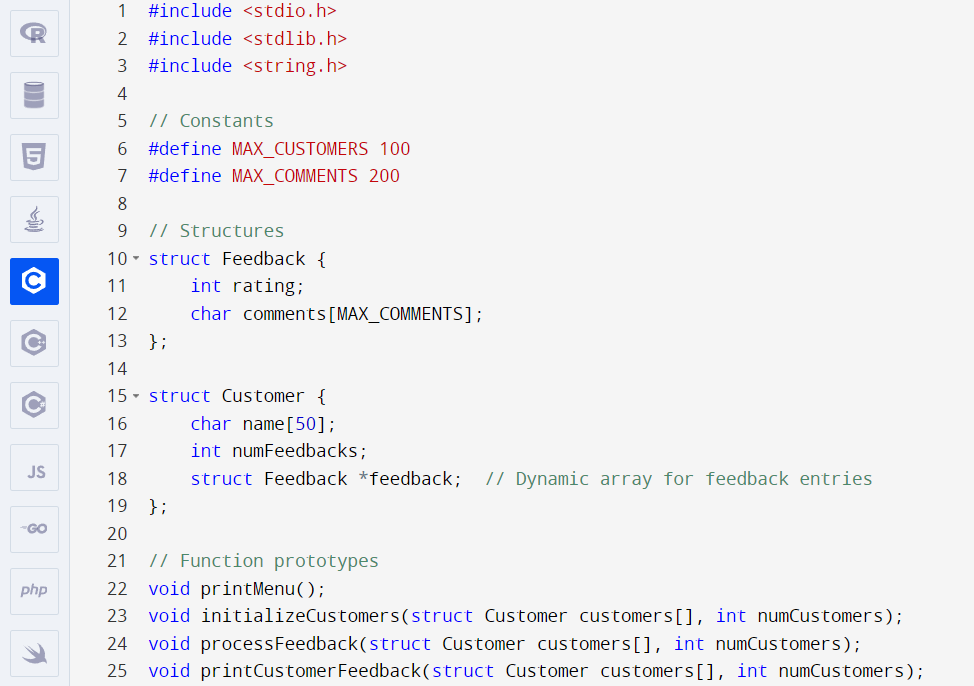 1 #include <stdio.h>
2 #include <stdlib.h>
3 #include <string.h>
4
5 // Constants
6 #define MAX_CUSTOMERS 100
7 #define MAX_COMMENTS 200
8
9 // Structures
10 struct Feedback {
11     int rating;
12     char comments[MAX_COMMENTS];
13 };
14
15 struct Customer {
16     char name[50];
17     int numFeedbacks;
18     struct Feedback *feedback;  // Dynamic array for feedback entries
19 };
20
21 // Function prototypes
22 void printMenu();
23 void initializeCustomers(struct Customer customers[], int numCustomers);
24 void processFeedback(struct Customer customers[], int numCustomers);
25 void printCustomerFeedback(struct Customer customers[], int numCustomers);
R
5
C
C++
C#
JS
GO
php